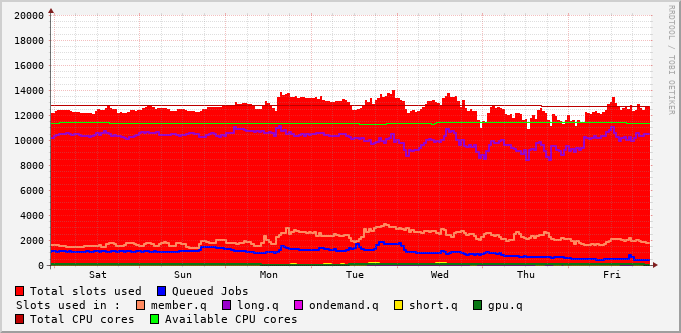 20000
18000
16000
14000
12000
10000
8000
6000
4000
2000
0
Sat Sun Mon Tue Wed Thu Fri
RRDTOOL / TOBI OETIKER
Total slots used Queued Jobs
Slots used in : member.q long.q ondemand.q short.q gpu.q
Total CPU cores Available CPU cores